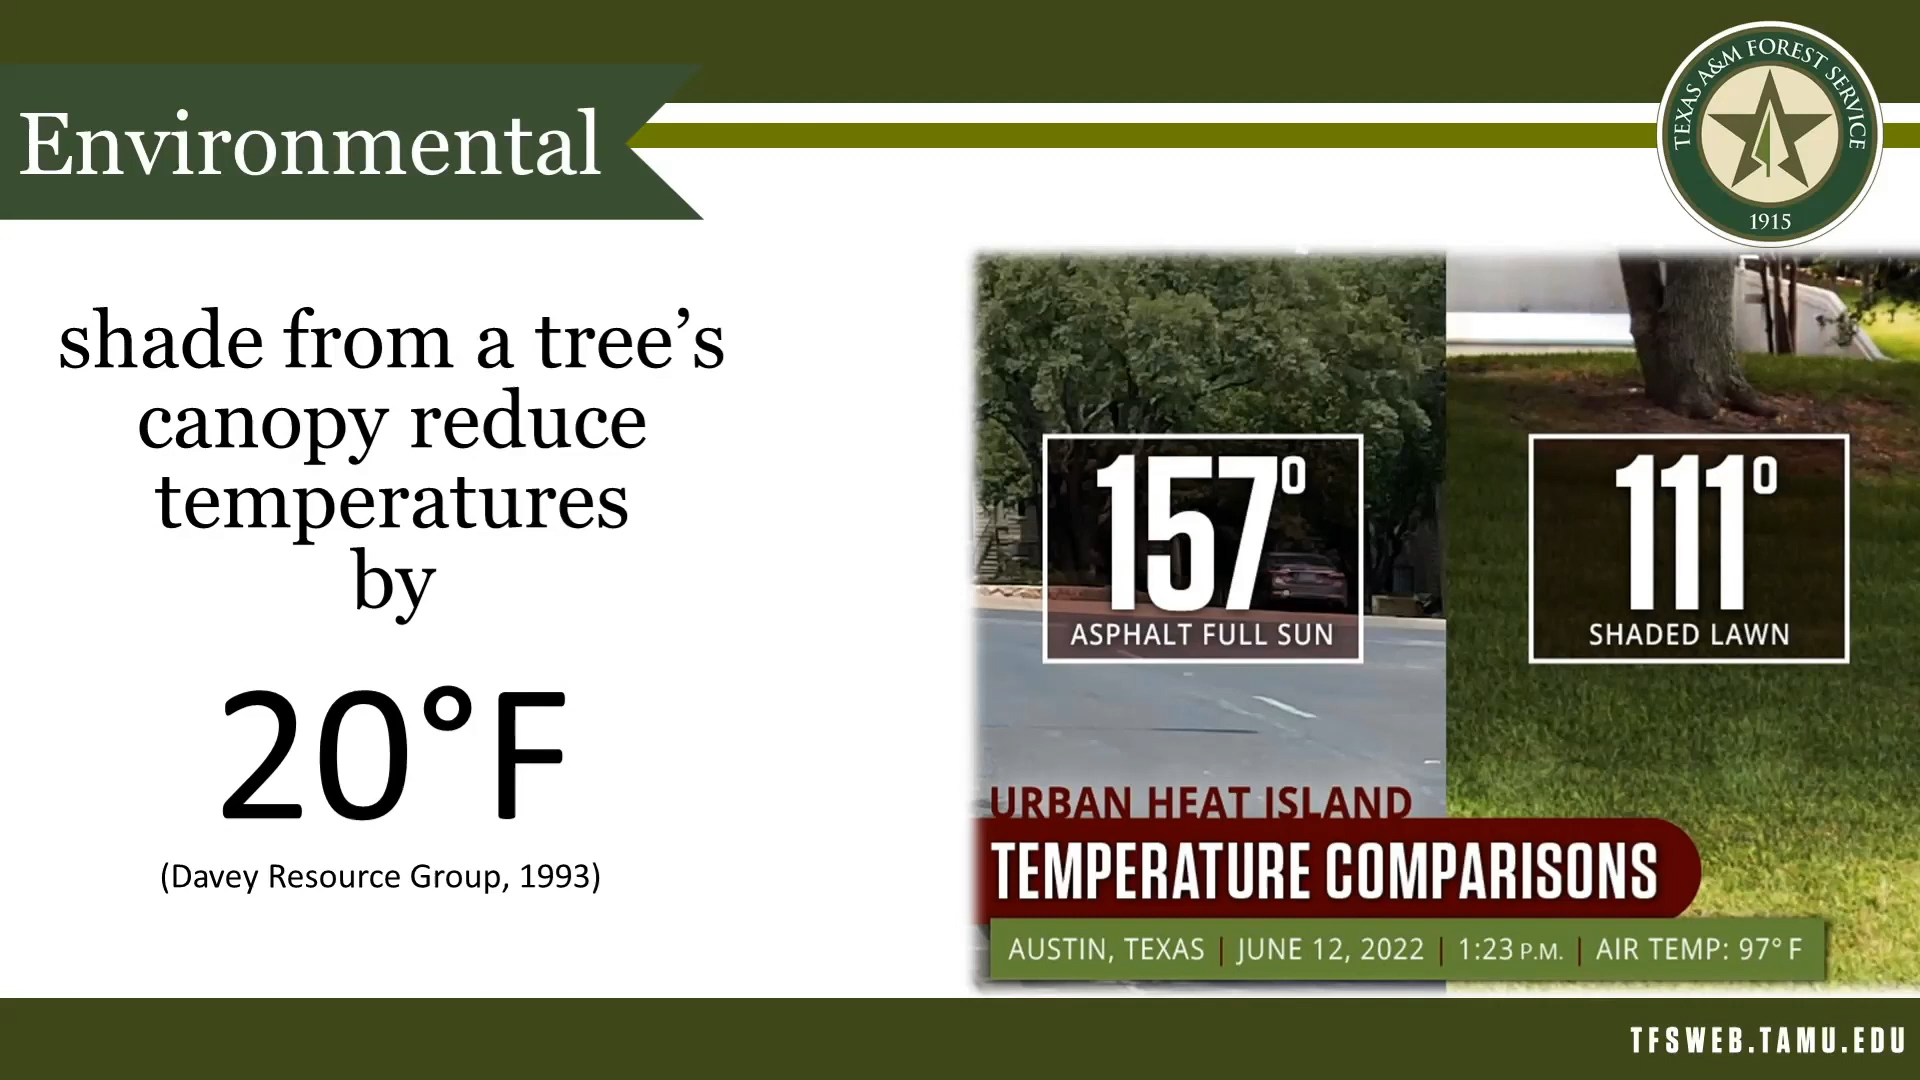 Environmental
TEXAS A&M FOREST SERVICE
1915
shade from a tree’s
canopy reduce
temperatures
by
20°F
(Davey Resource Group, 1993)
157°
ASPHALT FULL SUN
111°
SHADED LAWN
URBAN HEAT ISLAND
TEMPERATURE COMPARISONS
AUSTIN, TEXAS | JUNE 12, 2022 | 1:23 P.M. | AIR TEMP: 97° F
TFSWEB.TAMU.EDU